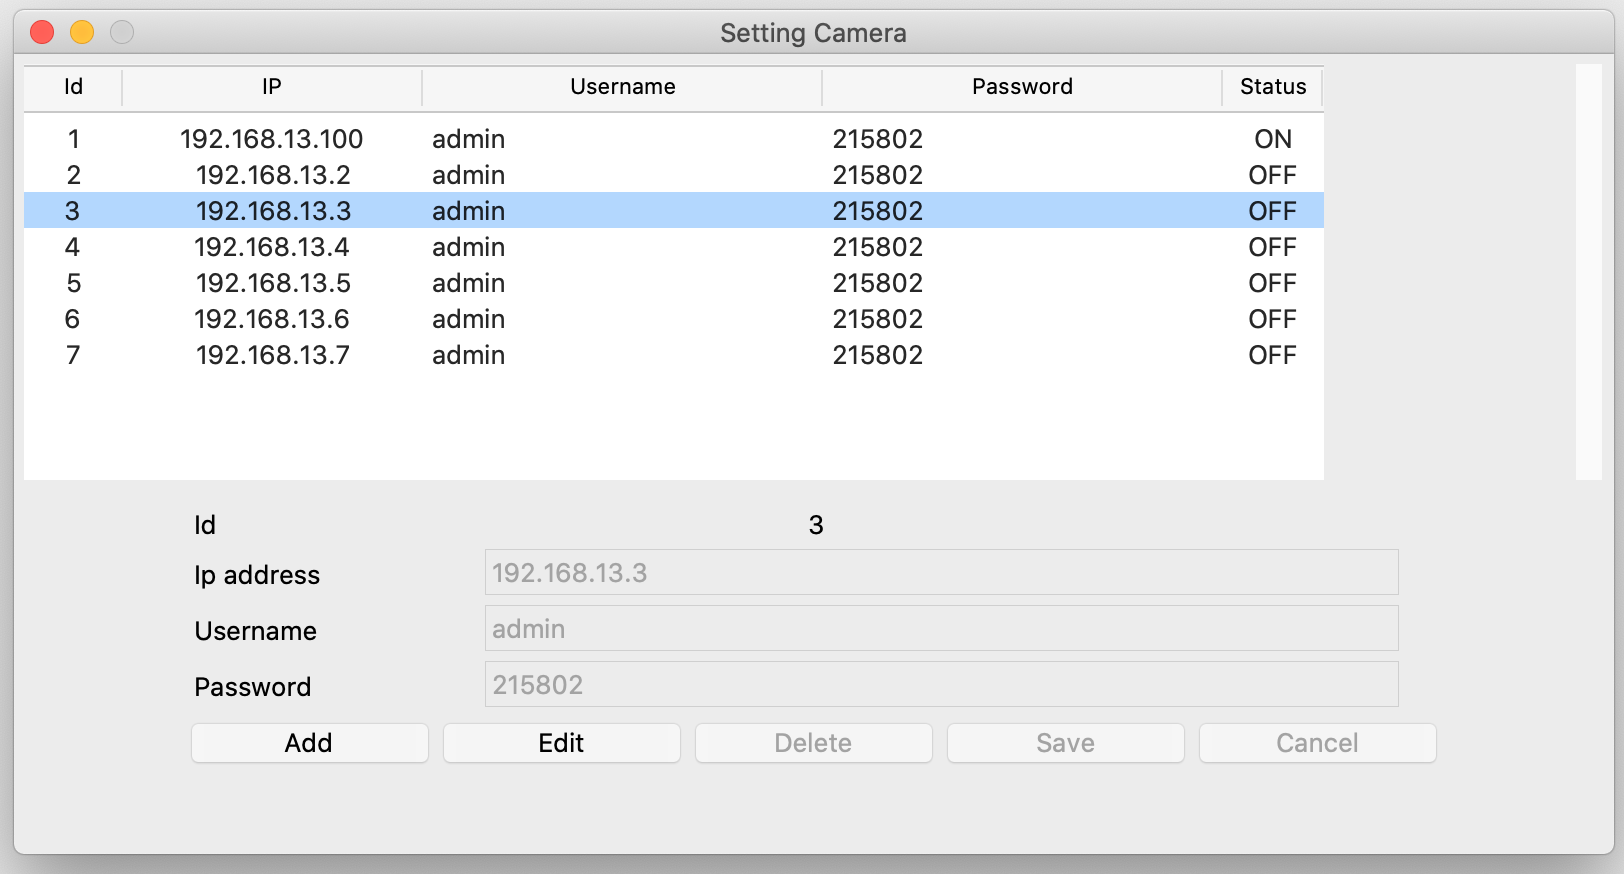 Setting Camera
Id IP Username Password Status
1 192.168.13.100 admin 215802 ON
2 192.168.13.2 admin 215802 OFF
3 192.168.13.3 admin 215802 OFF
4 192.168.13.4 admin 215802 OFF
5 192.168.13.5 admin 215802 OFF
6 192.168.13.6 admin 215802 OFF
7 192.168.13.7 admin 215802 OFF
Id 3
Ip address 192.168.13.3
Username admin
Password 215802
Add Edit Delete Save Cancel